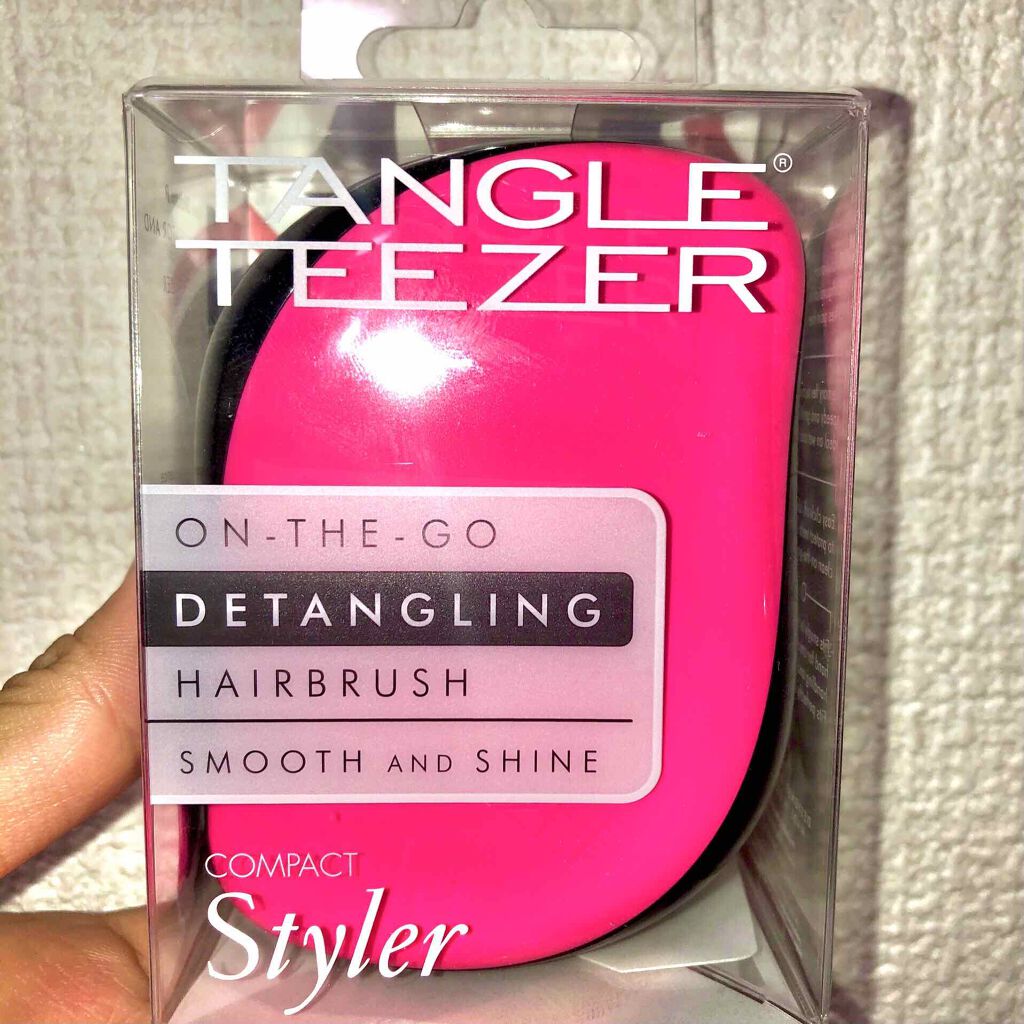 TANGLE®
TEEZER
ON-THE-GO
DETANGLING
HAIRBRUSH
SMOOTH AND SHINE
COMPACT
Styler